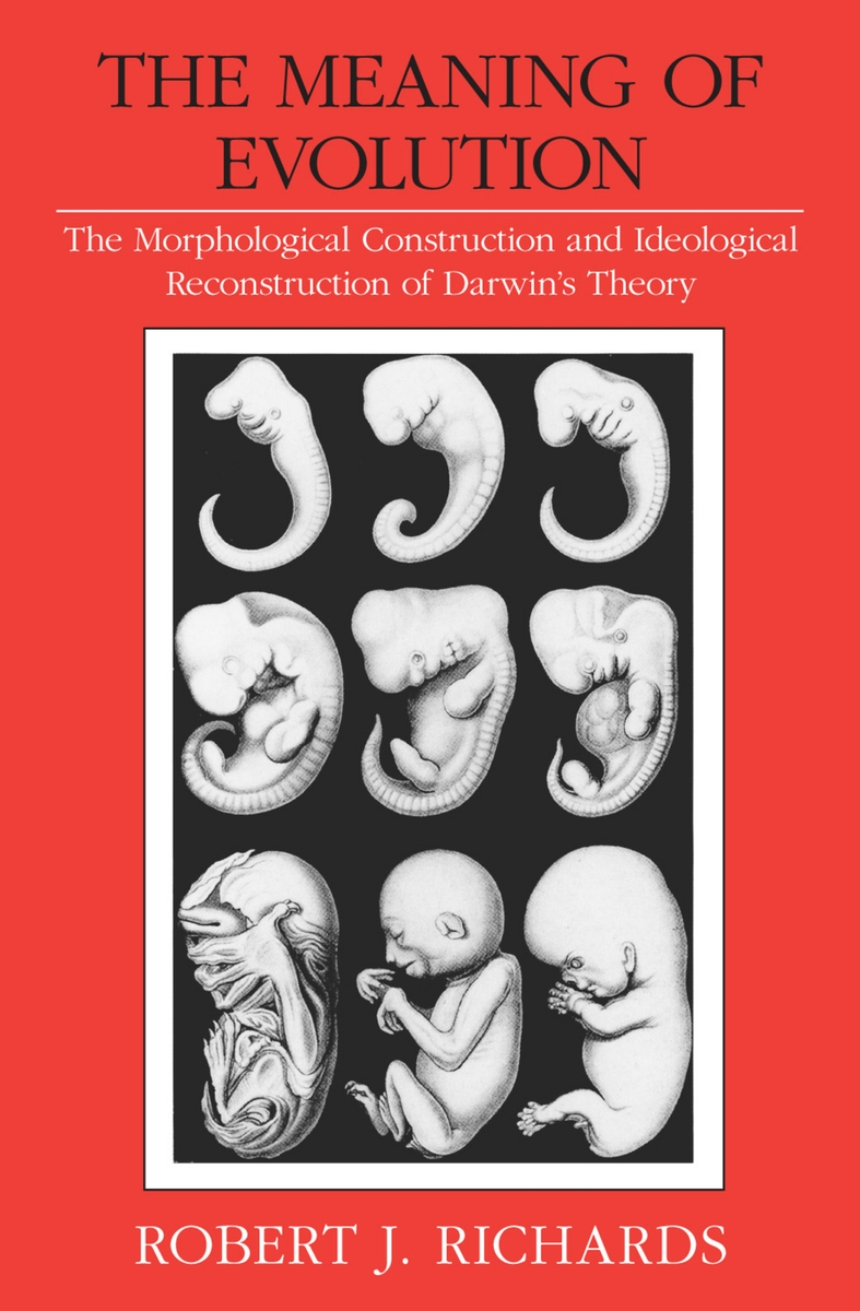 THE MEANING OF
EVOLUTION
The Morphological Construction and Ideological
Reconstruction of Darwin’s Theory
ROBERT J. RICHARDS